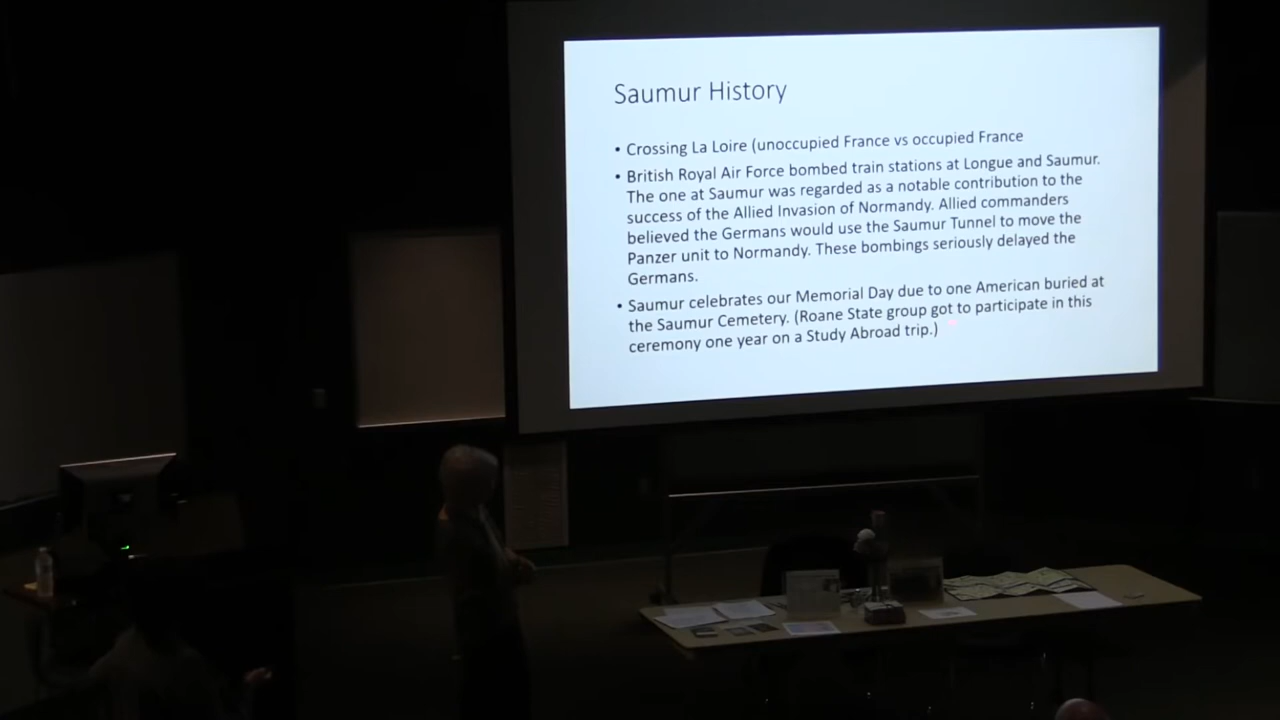 Saumur History
• Crossing La Loire (unoccupied France vs occupied France
• British Royal Air Force bombed train stations at Longue and Saumur.
The one at Saumur was regarded as a notable contribution to the
success of the Allied Invasion of Normandy. Allied commanders
believed the Germans would use the Saumur Tunnel to move the
Panzer unit to Normandy. These bombings seriously delayed the
Germans.
• Saumur celebrates our Memorial Day due to one American buried at
the Saumur Cemetery. (Roane State group got to participate in this
ceremony one year on a Study Abroad trip.)